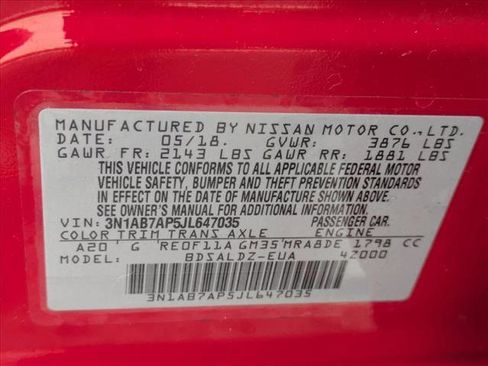 MANUFACTURED BY NISSAN MOTOR CO., LTD.
DATE: 05/18. GVWR: 3876 LBS
GAWR FR: 2143 LBS GAWR RR: 1881 LBS
THIS VEHICLE CONFORMS TO ALL APPLICABLE FEDERAL MOTOR
VEHICLE SAFETY, BUMPER AND THEFT PREVENTION STANDARDS
IN EFFECT ON THE DATE OF MANUFACTURE SHOWN ABOVE.
SEE OWNER'S MANUAL FOR ADDITIONAL INFORMATION
VIN: 3N1AB7AP5JL647035 PASSENGER CAR.
COLOR TRIM TRANS AXLE ENGINE
A20 G RE0F11A GM35 MRA8DE 1798 CC
MODEL: BDSALDZ-EUA 42000
3N1AB7AP5JL647035